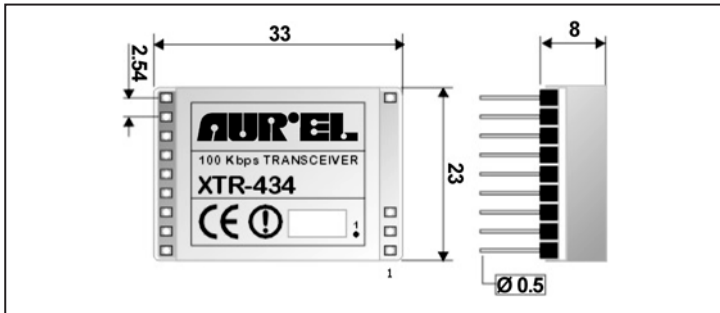 33
8
2.54
AUR°EL
100 Kbps TRANSCEIVER
XTR-434
23
CE
1
1
Ø 0.5